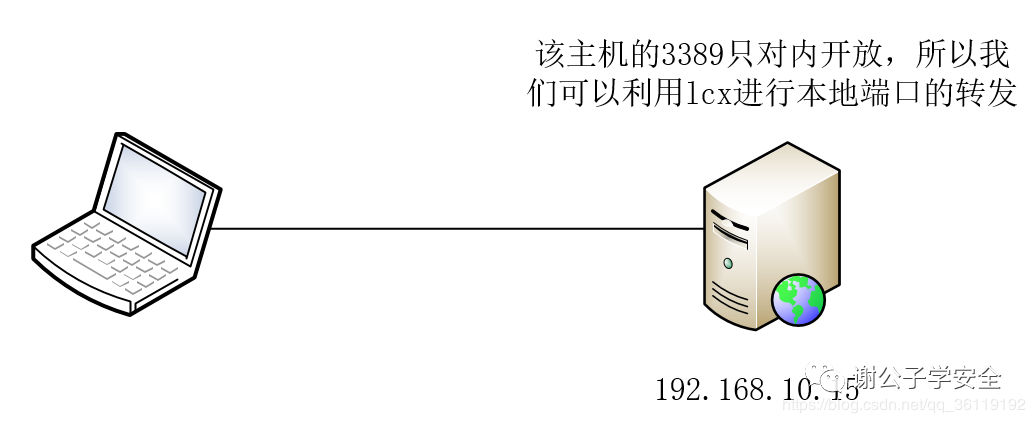 该主机的3389只对内开放，所以我
们可以利用lcx进行本地端口的转发
谢公子学安全
192.168.10.15
https://blog.csdn.net/qq_36119192